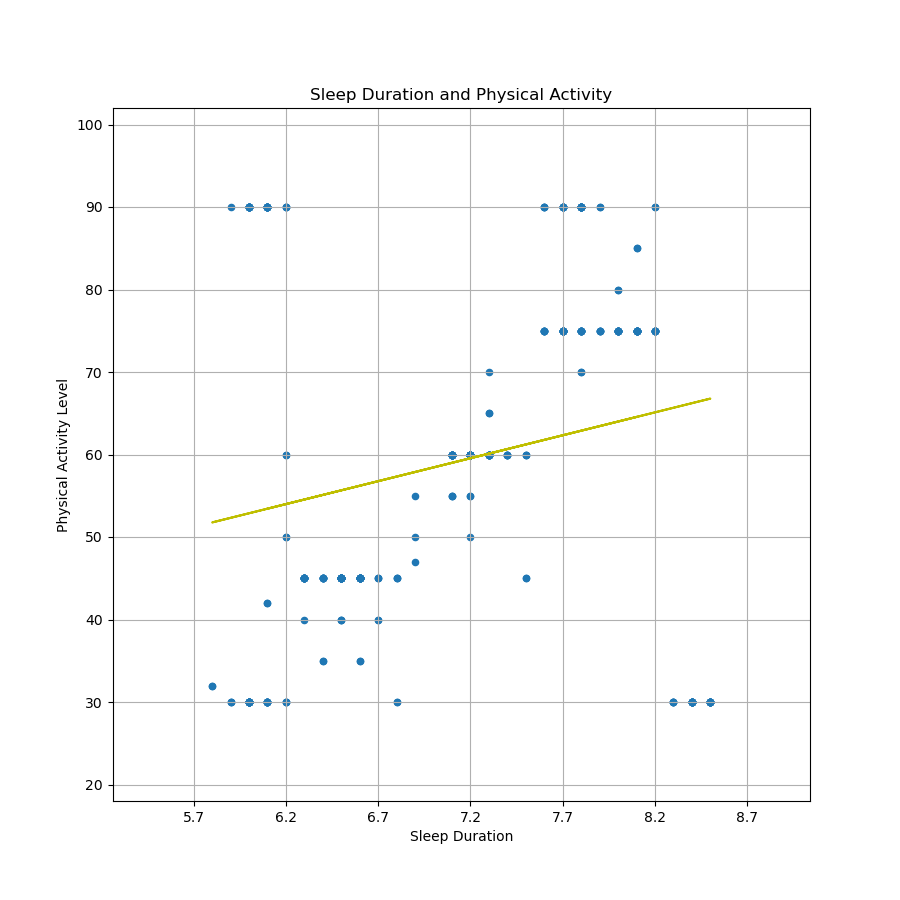 Sleep Duration and Physical Activity
100
90
80
70
60
50
40
30
20
Physical Activity Level
5.7 6.2 6.7 7.2 7.7 8.2 8.7
Sleep Duration